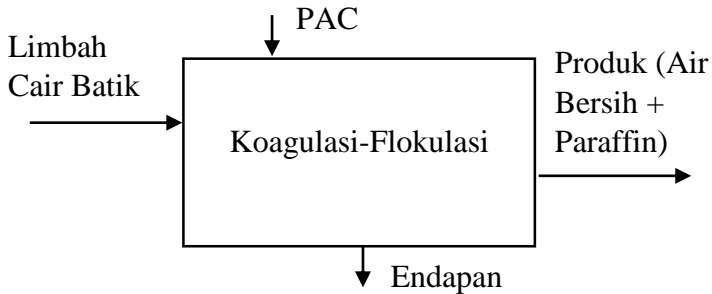 PAC
Limbah
Cair Batik
Produk (Air
Bersih +
Paraffin)
Koagulasi-Flokulasi
Endapan